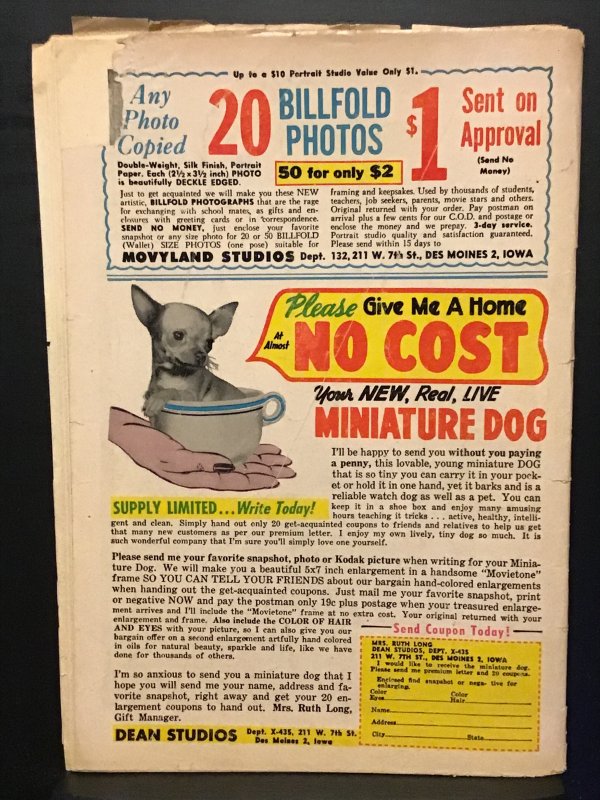 Up to a $10 Portrait Studio Value Only $1.
Any
Photo
Copied
20
BILLFOLD
PHOTOS
50 for only $2
$1
Sent on
Approval
(Send No
Money)
Double-Weight, Silk Finish, Portrait
Paper. Each (2½ x 3½ inch) PHOTO
is beautifully DECKLE EDGED.
Just to get acquainted we will make you these NEW
artistic, BILLFOLD PHOTOGRAPHS that are the rage
for exchanging with school mates, as gifts and en-
closures with greeting cards or in correspondence.
SEND NO MONEY, just enclose your favorite
snapshot or any size photo for 20 or 50 BILLFOLD
(Wallet) SIZE PHOTOS (one pose) suitable for
framing and keepsakes. Used by thousands of students,
teachers, job seekers, parents, movie stars and others.
Original returned with your order. Pay postman on
arrival plus a few cents for our C.O.D. and postage or
enclose the money and we prepay. 3-day service.
Portrait studio quality and satisfaction guaranteed.
Please send within 15 days to
MOVYLAND STUDIOS Dept. 132, 211 W. 7th St., DES MOINES 2, IOWA
Please Give Me A Home
At
Almost
NO COST
Your NEW, Real, LIVE
MINIATURE DOG
I'll be happy to send you without you paying
a penny, this lovable, young miniature DOG
that is so tiny you can carry it in your pock-
et or hold it in one hand, yet it barks and is a
reliable watch dog as well as a pet. You can
SUPPLY LIMITED...Write Today!
keep it in a shoe box and enjoy many amusing
hours teaching it tricks . . . active, healthy, intelli-
gent and clean. Simply hand out only 20 get-acquainted coupons to friends and relatives to help us get
that many new customers as per our premium letter. I enjoy my own lively, tiny dog so much. It is
such wonderful company that I'm sure you'll simply love one yourself.
Please send me your favorite snapshot, photo or Kodak picture when writing for your Minia-
ture Dog. We will make you a beautiful 5x7 inch enlargement in a handsome "Movietone"
frame SO YOU CAN TELL YOUR FRIENDS about our bargain hand-colored enlargements
when handing out the get-acquainted coupons. Just mail me your favorite snapshot, print
or negative NOW and pay the postman only 19c plus postage when your treasured enlarge-
ment arrives and I'll include the "Movietone" frame at no extra cost. Your original returned with your
enlargement and frame. Also include the COLOR OF HAIR
AND EYES with your picture, so I can also give you our
bargain offer on a second enlargement artfully hand colored
in oils for natural beauty, sparkle and life, like we have
done for thousands of others.
I'm so anxious to send you a miniature dog that I
hope you will send me your name, address and fa-
vorite snapshot, right away and get your 20 en-
largement coupons to hand out. Mrs. Ruth Long,
Gift Manager.
DEAN STUDIOS Dept. X-435, 211 W. 7th St.
Des Moines 2, Iowa
Send Coupon Today!
MRS. RUTH LONG
DEAN STUDIOS, DEPT. X-435
211 W. 7TH ST., DES MOINES 2, IOWA
I would like to receive the miniature dog.
Please send me premium letter and 20 coupons.
Enclosed find snapshot or nega- tive for
enlarging.
Color Color
Eyes Hair
Name
Address
City State